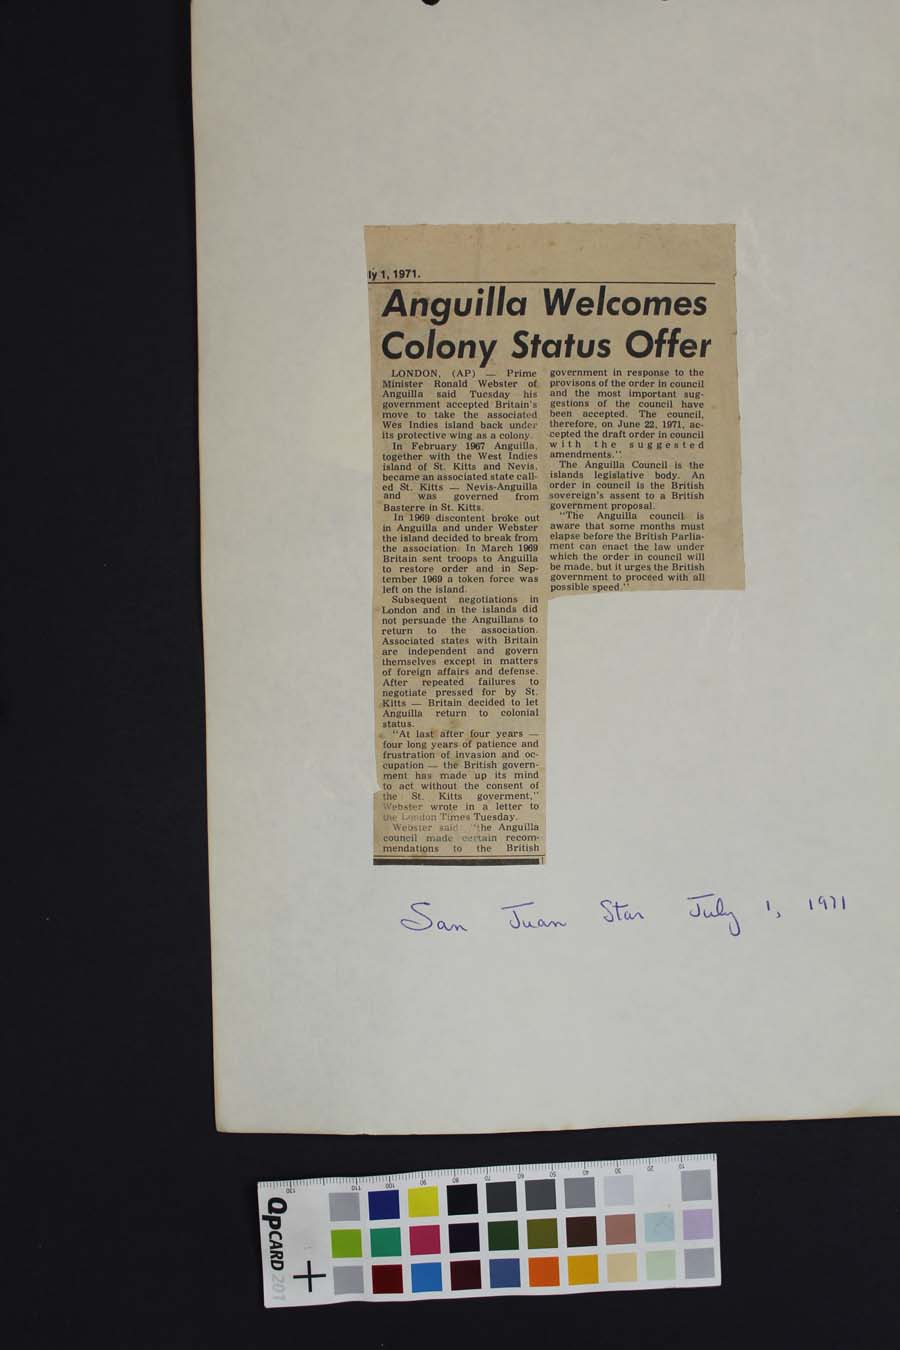 ly 1, 1971.
Anguilla Welcomes
Colony Status Offer
LONDON, (AP) — Prime
Minister Ronald Webster of
Anguilla said Tuesday his
government accepted Britain's
move to take the associated
Wes Indies island back under
its protective wing as a colony.
In February 1967 Anguilla,
together with the West Indies
island of St. Kitts and Nevis,
became an associated state call-
ed St. Kitts — Nevis-Anguilla
and was governed from
Basterre in St. Kitts.
In 1969 discontent broke out
in Anguilla and under Webster
the island decided to break from
the association. In March 1969
Britain sent troops to Anguilla
to restore order and in Sep-
tember 1969 a token force was
left on the island.
Subsequent negotiations in
London and in the islands did
not persuade the Anguillans to
return to the association.
Associated states with Britain
are independent and govern
themselves except in matters
of foreign affairs and defense.
After repeated failures to
negotiate pressed for by St.
Kitts — Britain decided to let
Anguilla return to colonial
status.
"At last after four years —
four long years of patience and
frustration of invasion and oc-
cupation — the British govern-
ment has made up its mind
to act without the consent of
the St. Kitts goverment,"
Webster wrote in a letter to
the London Times Tuesday.
Webster said: "the Anguilla
council made certain recom-
mendations to the British
government in response to the
provisons of the order in council
and the most important sug-
gestions of the council have
been accepted. The council,
therefore, on June 22, 1971, ac-
cepted the draft order in council
with the suggested
amendments."
The Anguilla Council is the
islands legislative body. An
order in council is the British
sovereign's assent to a British
government proposal.
"The Anguilla council is
aware that some months must
elapse before the British Parlia-
ment can enact the law under
which the order in council will
be made, but it urges the British
government to proceed with all
possible speed."
San Juan Star July 1, 1971
130 110 100 90 80 70 60 50 40 30 20 10
QPCARD 201